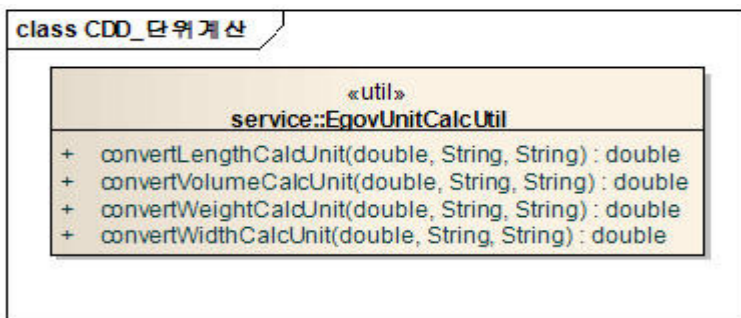 class CDD_단위계산
«util»
service::EgovUnitCalcUtil
+ convertLengthCalcUnit(double, String, String) : double
+ convertVolumeCalcUnit(double, String, String) : double
+ convertWeightCalcUnit(double, String, String) : double
+ convertWidthCalcUnit(double, String, String) : double